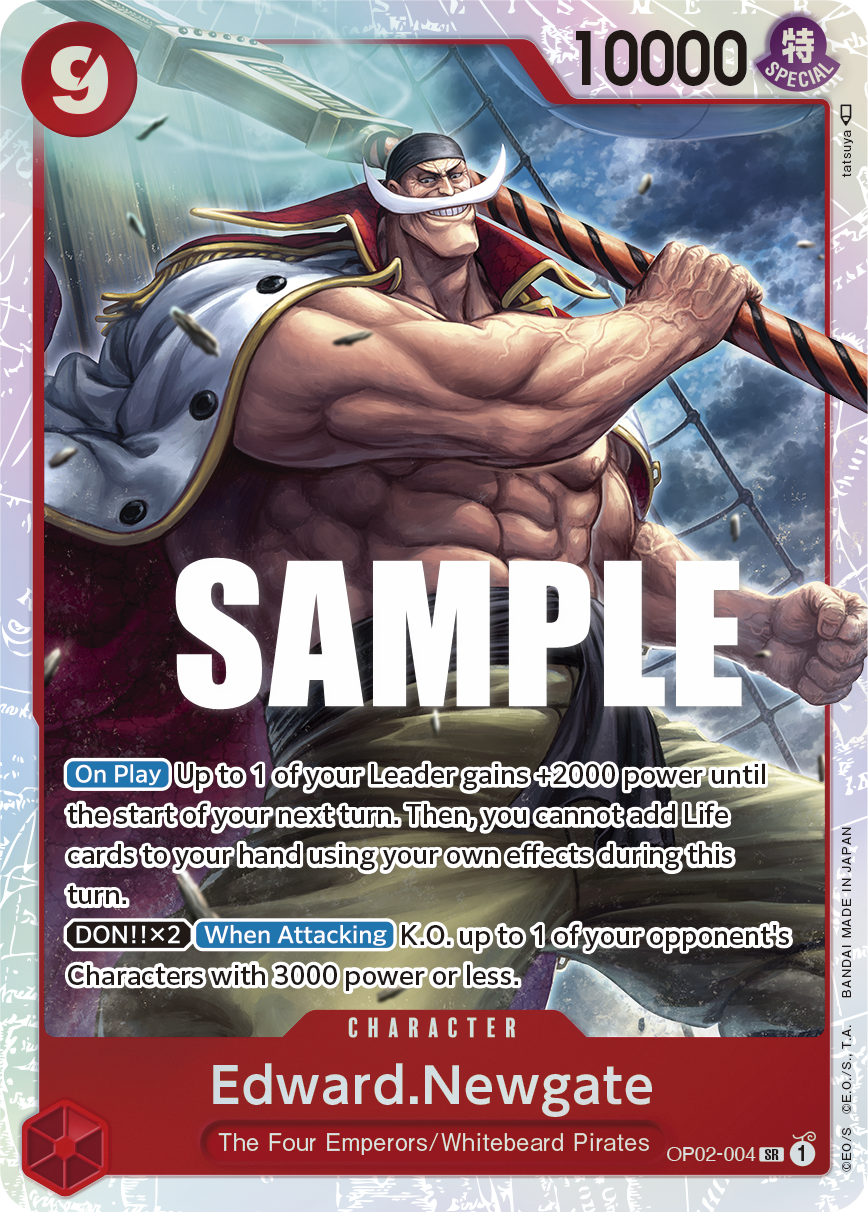 9
10000
特
SPECIAL
tatsuya
SAMPLE
On Play Up to 1 of your Leader gains +2000 power until
the start of your next turn. Then, you cannot add Life
cards to your hand using your own effects during this
turn.
DON!!×2 When Attacking K.O. up to 1 of your opponent's
Characters with 3000 power or less.
CHARACTER
Edward.Newgate
The Four Emperors/Whitebeard Pirates
OP02-004 SR 1
©EO/S ©E.O./S., T.A. BANDAI MADE IN JAPAN